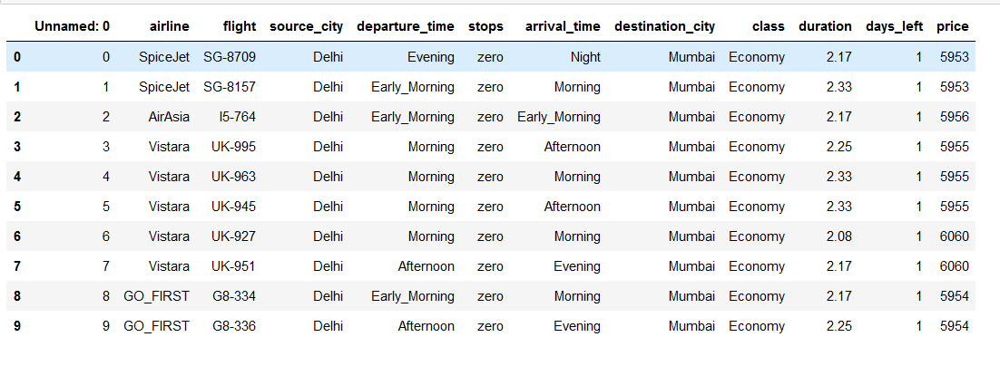 Unnamed: 0 airline flight source_city departure_time stops arrival_time destination_city class duration days_left price
0 0 SpiceJet SG-8709 Delhi Evening zero Night Mumbai Economy 2.17 1 5953
1 1 SpiceJet SG-8157 Delhi Early_Morning zero Morning Mumbai Economy 2.33 1 5953
2 2 AirAsia I5-764 Delhi Early_Morning zero Early_Morning Mumbai Economy 2.17 1 5956
3 3 Vistara UK-995 Delhi Morning zero Afternoon Mumbai Economy 2.25 1 5955
4 4 Vistara UK-963 Delhi Morning zero Morning Mumbai Economy 2.33 1 5955
5 5 Vistara UK-945 Delhi Morning zero Afternoon Mumbai Economy 2.33 1 5955
6 6 Vistara UK-927 Delhi Morning zero Morning Mumbai Economy 2.08 1 6060
7 7 Vistara UK-951 Delhi Afternoon zero Evening Mumbai Economy 2.17 1 6060
8 8 GO_FIRST G8-334 Delhi Early_Morning zero Morning Mumbai Economy 2.17 1 5954
9 9 GO_FIRST G8-336 Delhi Afternoon zero Evening Mumbai Economy 2.25 1 5954